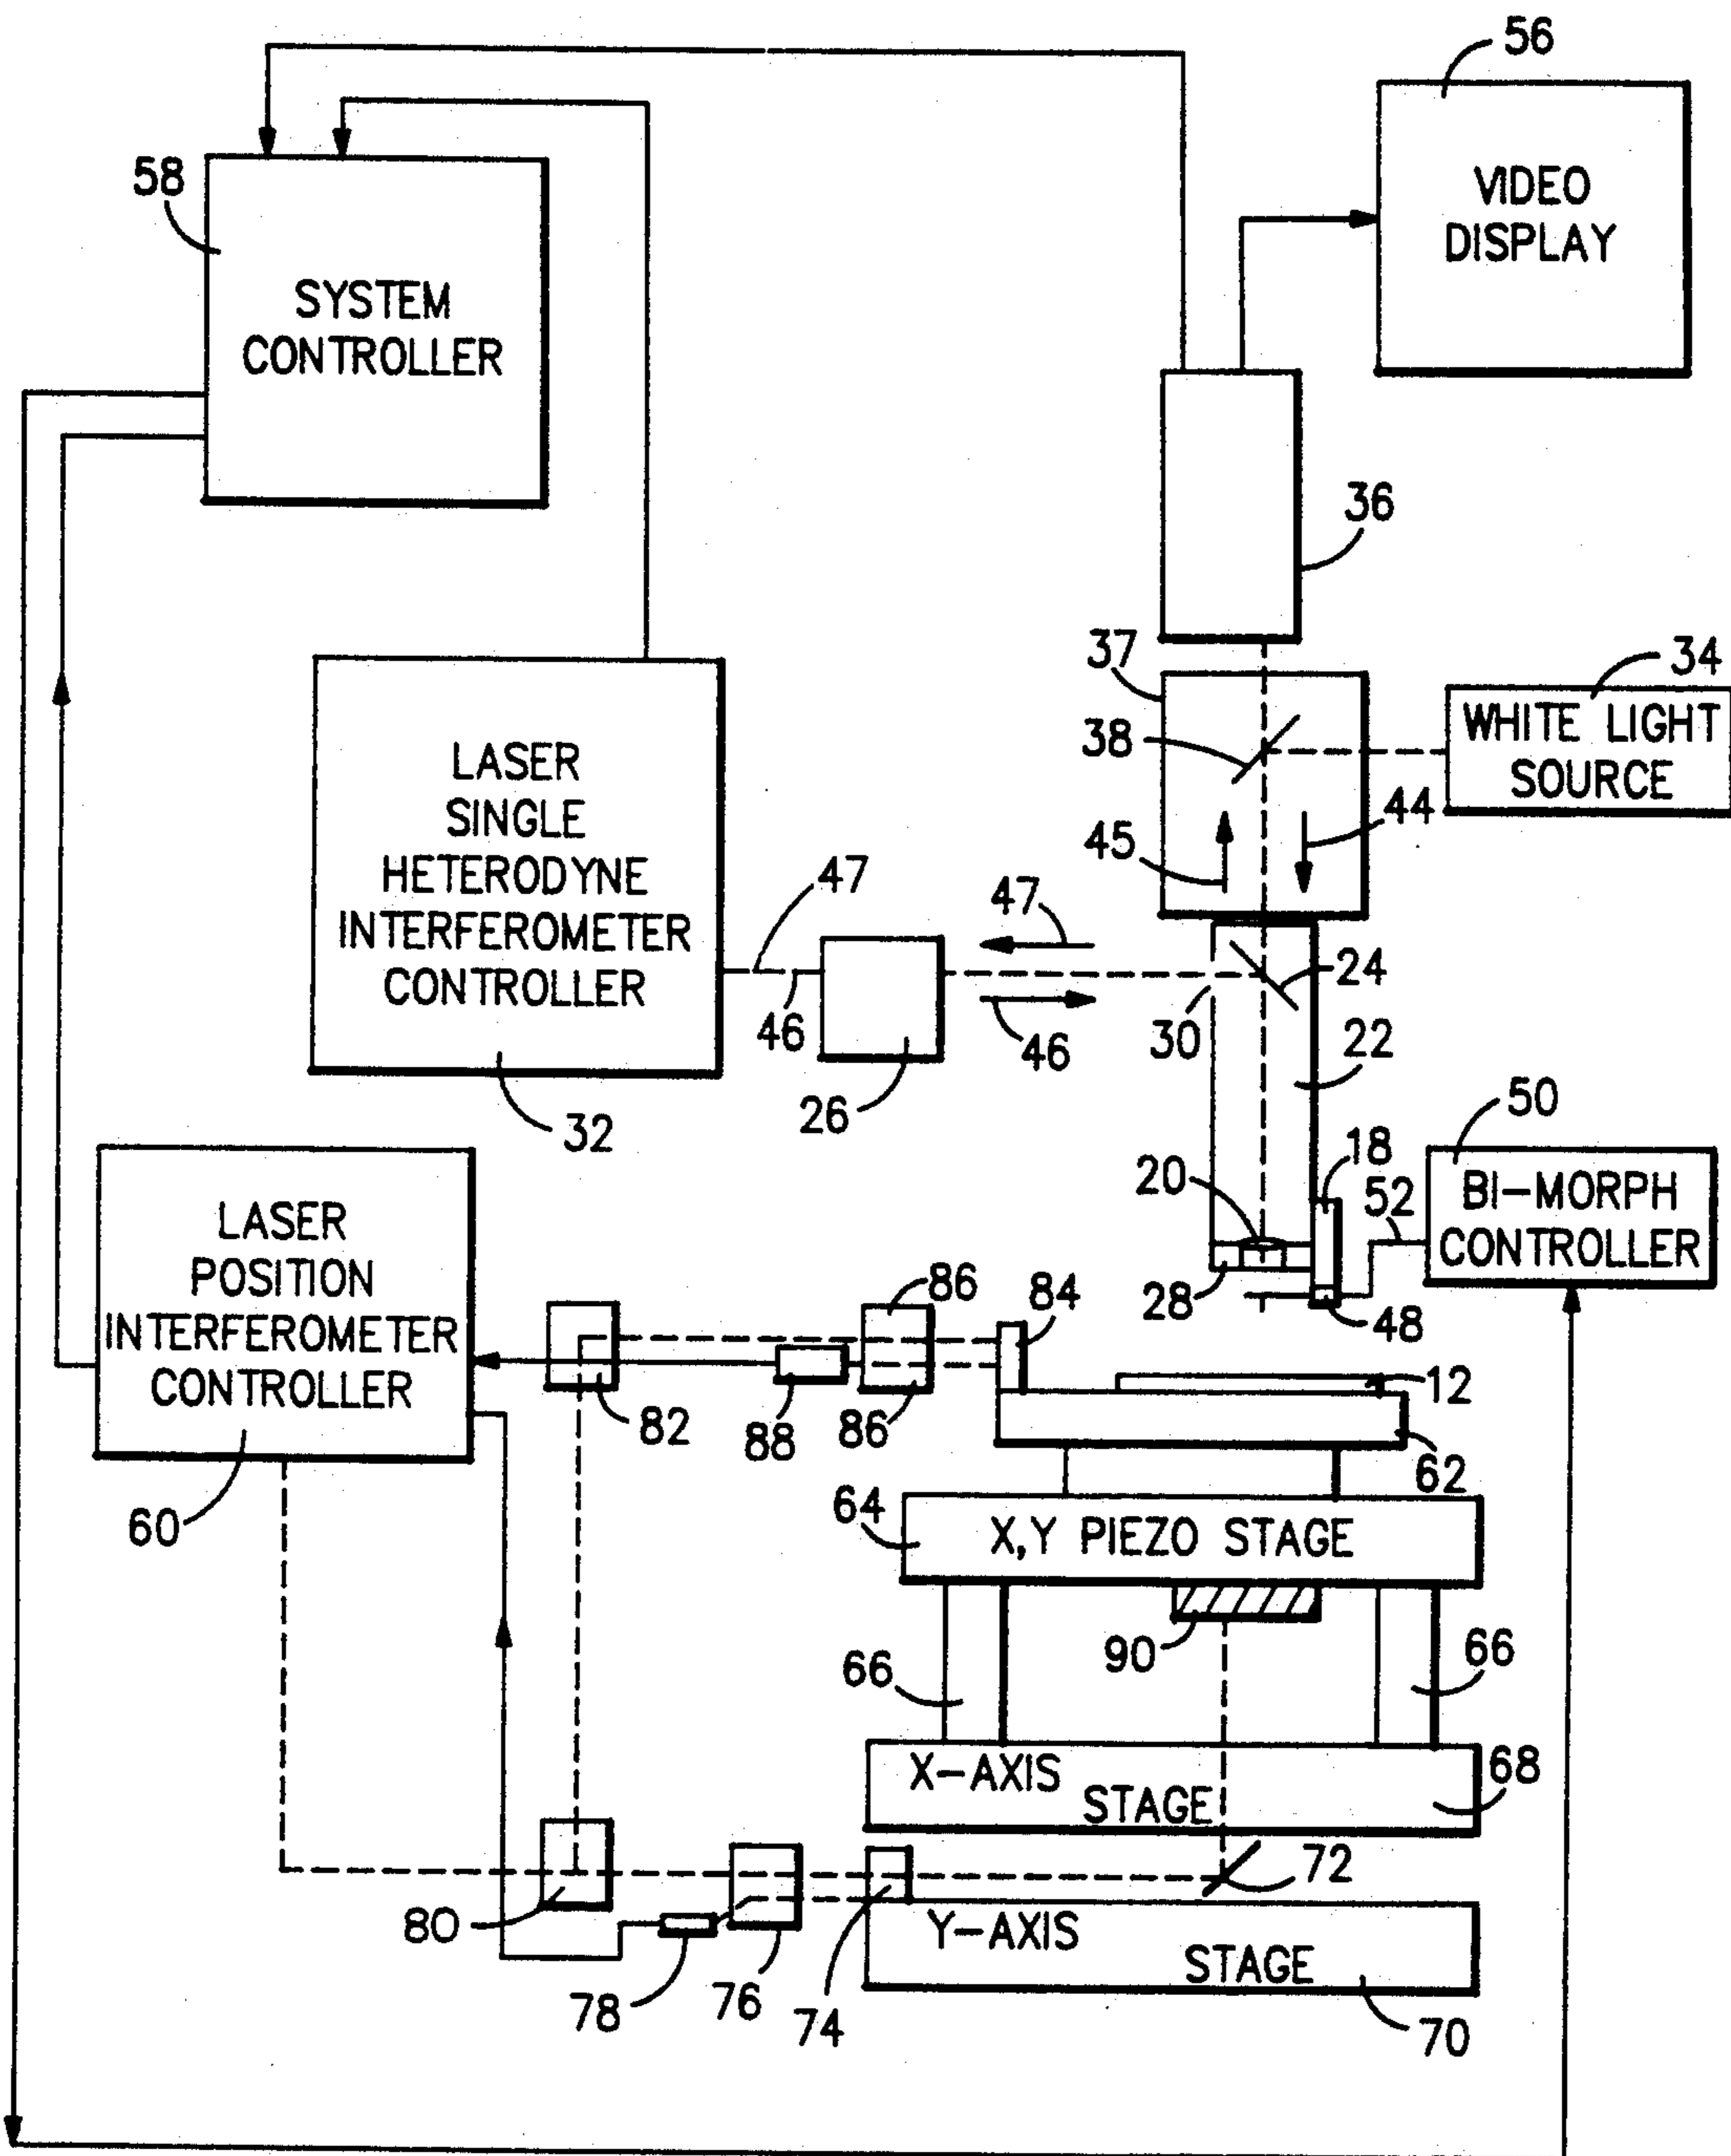 56
VIDEO
DISPLAY
58
SYSTEM
CONTROLLER
36
37
34
WHITE LIGHT
SOURCE
38
44
45
LASER
SINGLE
HETERODYNE
INTERFEROMETER
CONTROLLER
47
47
24
46
46
30
22
26
32
50
18
20
52
BI-MORPH
CONTROLLER
28
48
LASER
POSITION
INTERFEROMETER
CONTROLLER
86
84
12
82
88
86
62
60
64
X,Y PIEZO STAGE
90
66
66
X-AXIS
STAGE
68
72
80
Y-AXIS
STAGE
78
76
74
70